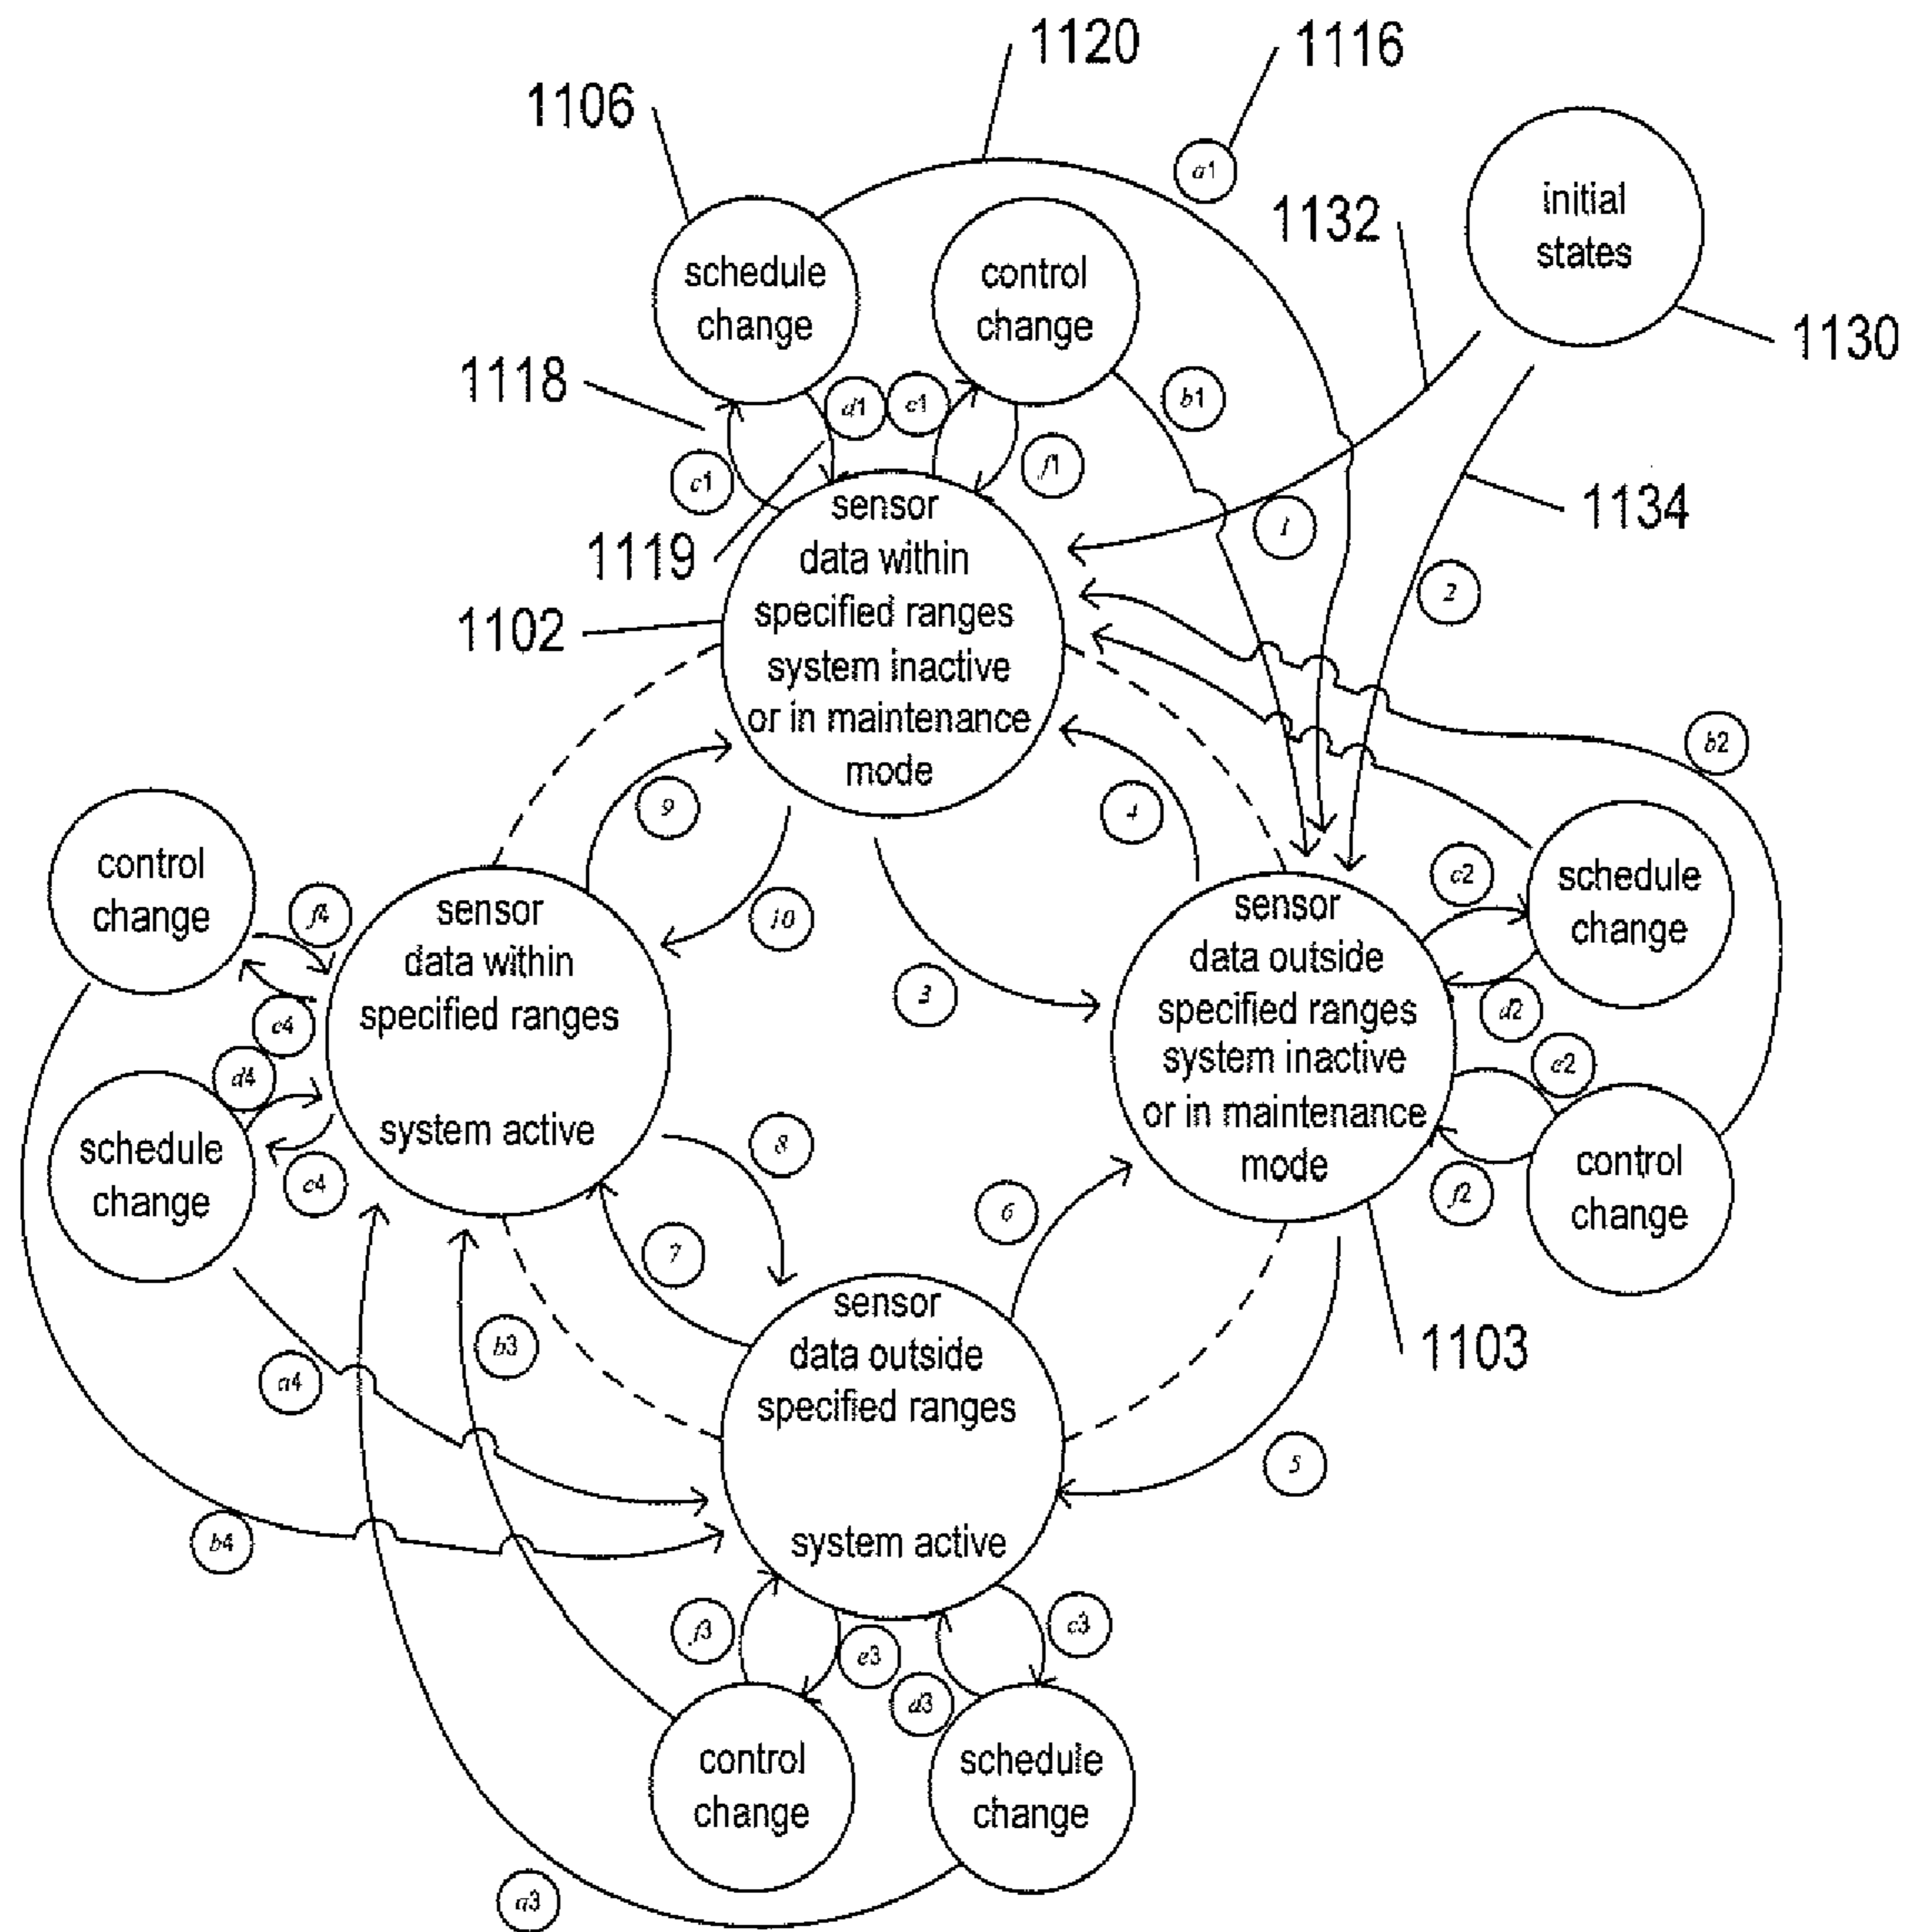 1120
1116
1106
a1
initial
states
1132
schedule
change
control
change
1130
1118
d1
e1
b1
c1
f1
1134
1119
1
2
1102
sensor
data within
specified ranges
system inactive
or in maintenance
mode
b2
9
4
control
change
f4
sensor
data within
specified ranges
system active
10
3
c2
schedule
change
sensor
data outside
specified ranges
system inactive
or in maintenance
mode
d2
e2
e4
d4
schedule
change
c4
8
control
change
f2
6
7
b3
1103
sensor
data outside
specified ranges
system active
a4
5
b4
f3
e3
c3
d3
control
change
schedule
change
a3